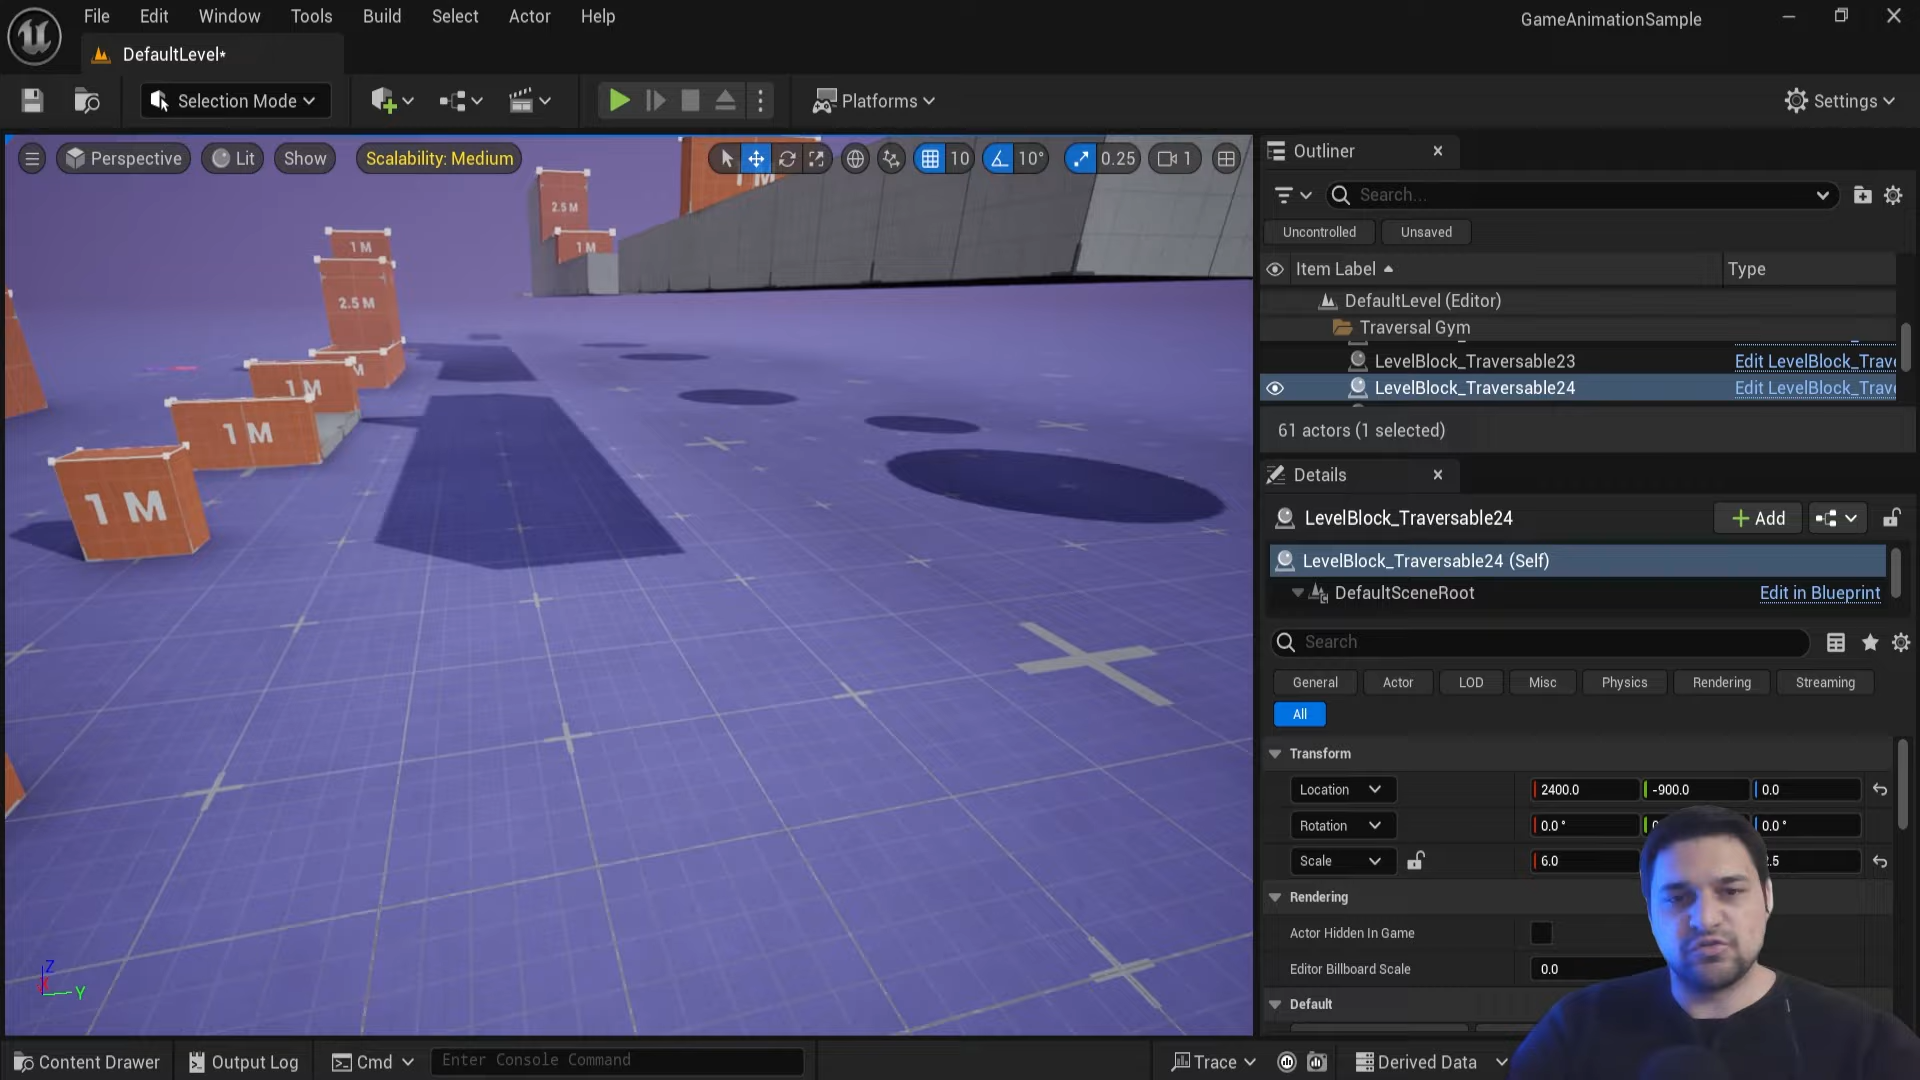 File Edit Window Tools Build Select Actor Help
GameAnimationSample
DefaultLevel*
Selection Mode
Platforms
Settings
Perspective Lit Show Scalability: Medium
10 10° 0.25 1
1 M
2.5 M
1 M
1 M
2.5 M
M
1 M
1 M
1 M
Z
X
Y
Outliner
Search...
Uncontrolled Unsaved
Item Label Type
DefaultLevel (Editor)
Traversal Gym
LevelBlock_Traversable23 Edit LevelBlock_Trave
LevelBlock_Traversable24 Edit LevelBlock_Trave
61 actors (1 selected)
Details
LevelBlock_Traversable24 Add
LevelBlock_Traversable24 (Self)
DefaultSceneRoot Edit in Blueprint
Search
General Actor LOD Misc Physics Rendering Streaming
All
Transform
Location 2400.0 -900.0 0.0
Rotation 0.0 ° 0.0 °
Scale 6.0 .5
Rendering
Actor Hidden In Game
Editor Billboard Scale 0.0
Default
Content Drawer Output Log Cmd Enter Console Command Trace Derived Data